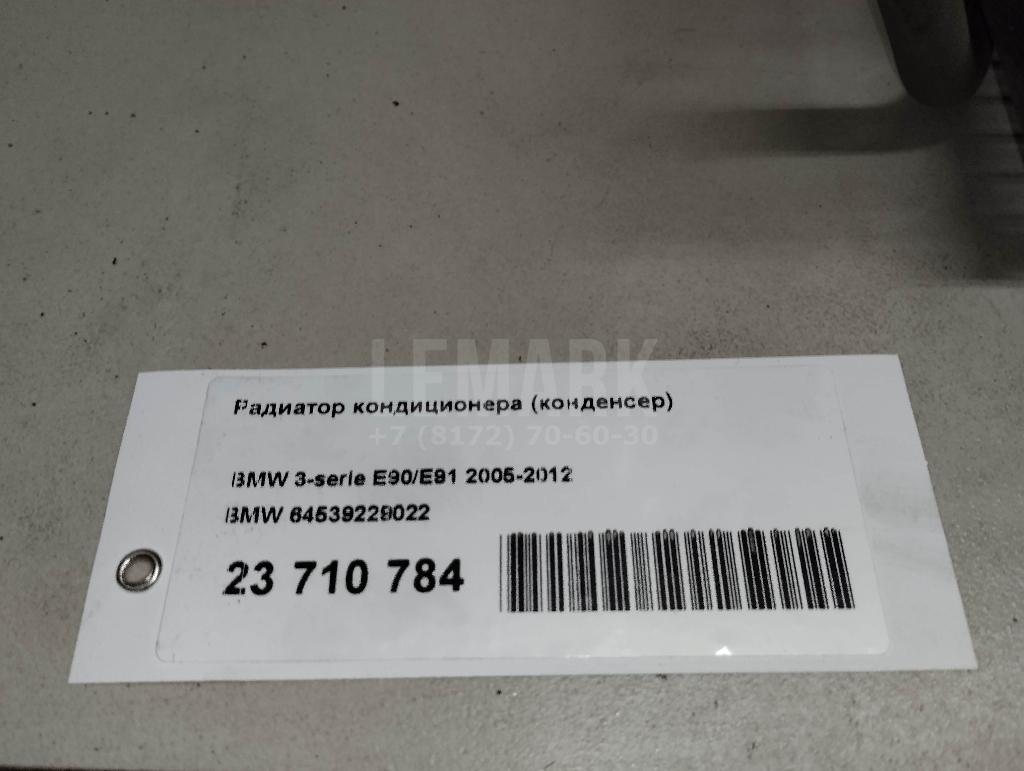 LEMARK
Радиатор кондиционера (конденсер)
+7 (8172) 70-60-30
BMW 3-serie E90/E91 2005-2012
BMW 64539229022
23 710 784